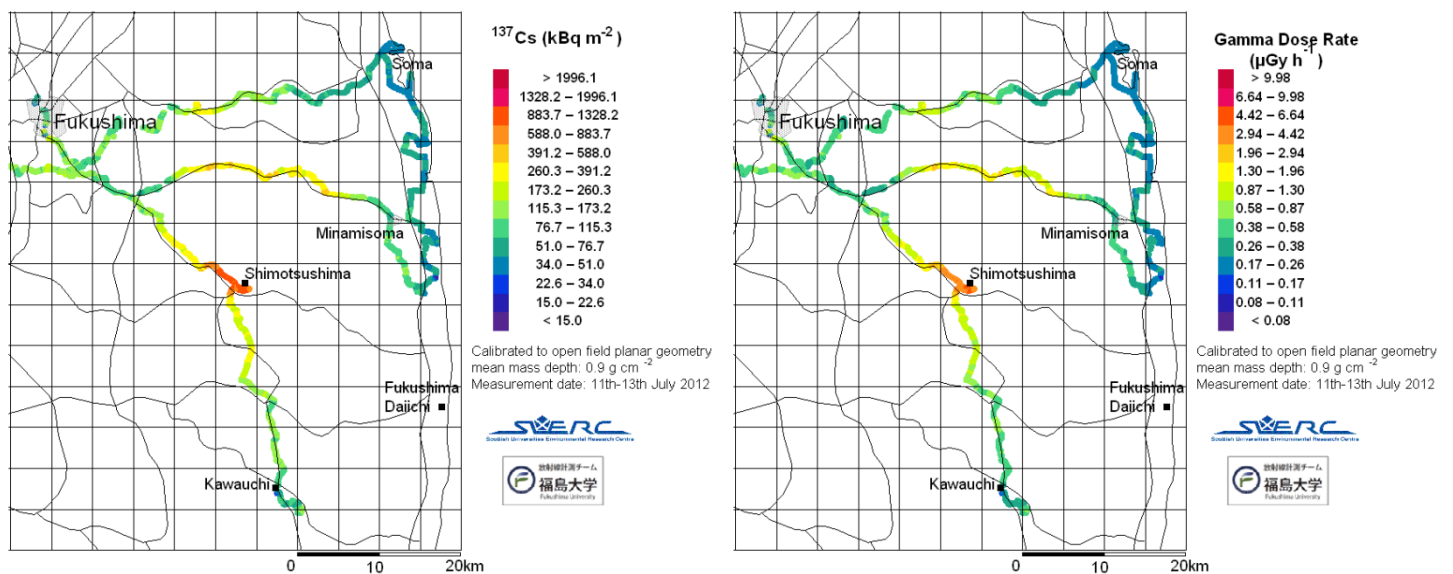 ¹³⁷Cs (kBq m⁻²)
> 1996.1
1328.2 – 1996.1
883.7 – 1328.2
588.0 – 883.7
391.2 – 588.0
260.3 – 391.2
173.2 – 260.3
115.3 – 173.2
76.7 – 115.3
51.0 – 76.7
34.0 – 51.0
22.6 – 34.0
15.0 – 22.6
< 15.0
Soma
Fukushima
Minamisoma
Shimotsushima
Fukushima
Daiichi
Kawauchi
Calibrated to open field planar geometry
mean mass depth: 0.9 g cm⁻²
Measurement date: 11th-13th July 2012
SUERC
Scottish Universities Environmental Research Centre
放射線計測チーム
福島大学
Fukushima University
0 10 20km
Gamma Dose Rate
(µGy h⁻¹)
> 9.98
6.64 – 9.98
4.42 – 6.64
2.94 – 4.42
1.96 – 2.94
1.30 – 1.96
0.87 – 1.30
0.58 – 0.87
0.38 – 0.58
0.26 – 0.38
0.17 – 0.26
0.11 – 0.17
0.08 – 0.11
< 0.08
Soma
Fukushima
Minamisoma
Shimotsushima
Fukushima
Daiichi
Kawauchi
Calibrated to open field planar geometry
mean mass depth: 0.9 g cm⁻²
Measurement date: 11th-13th July 2012
SUERC
Scottish Universities Environmental Research Centre
放射線計測チーム
福島大学
Fukushima University
0 10 20km